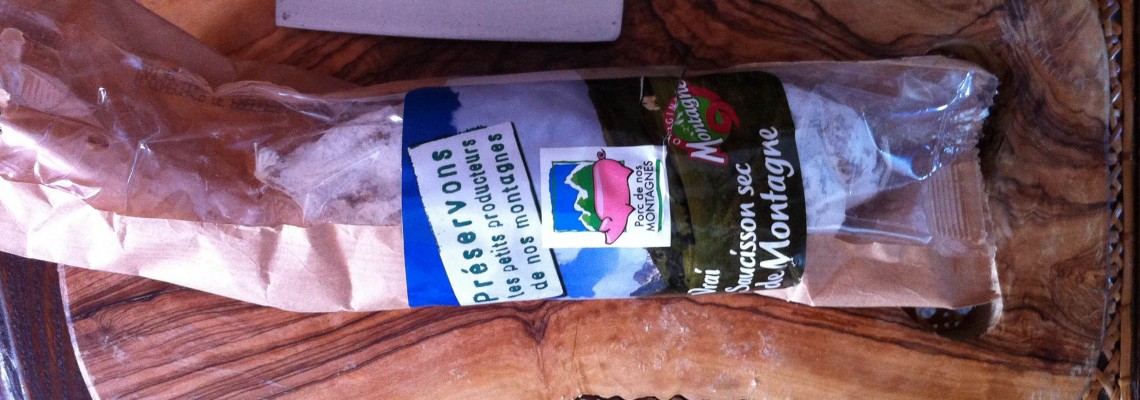 Préservons
les petits producteurs
de nos montagnes
Porc de nos
MONTAGNES
Montagne
Vrai
Saucisson sec
de Montagne